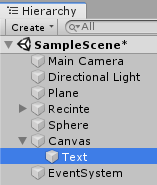 Hierarchy
Create All
SampleScene*
Main Camera
Directional Light
Plane
Recinte
Sphere
Canvas
Text
EventSystem